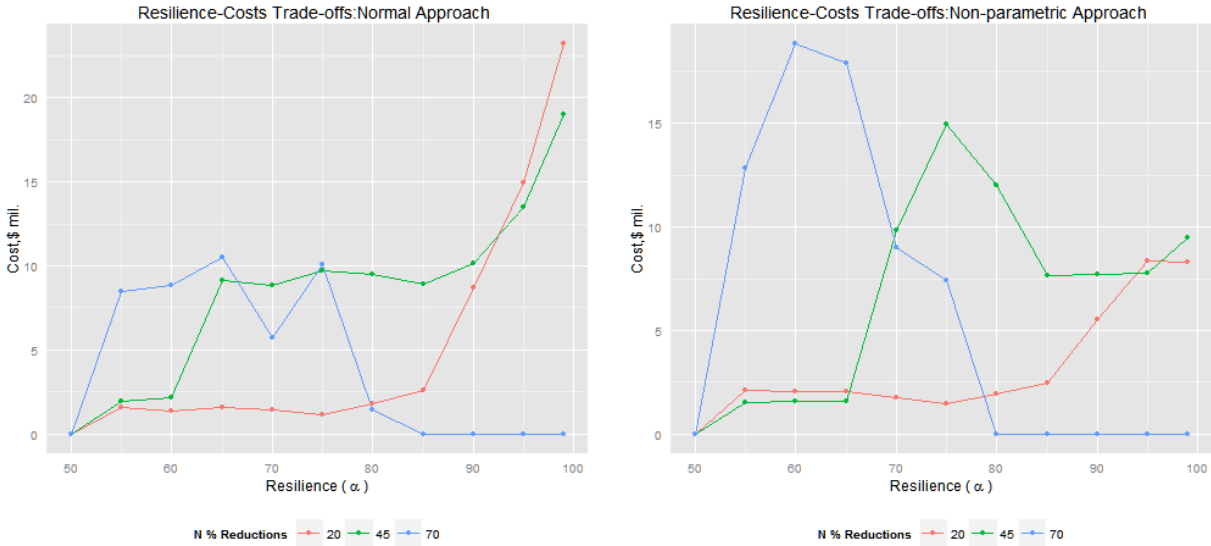 Resilience-Costs Trade-offs:Normal Approach
Cost,$ mil.
20
15
10
5
0
50 60 70 80 90 100
Resilience ( α )
N % Reductions 20 45 70
Resilience-Costs Trade-offs:Non-parametric Approach
Cost,$ mil.
15
10
5
0
50 60 70 80 90 100
Resilience ( α )
N % Reductions 20 45 70